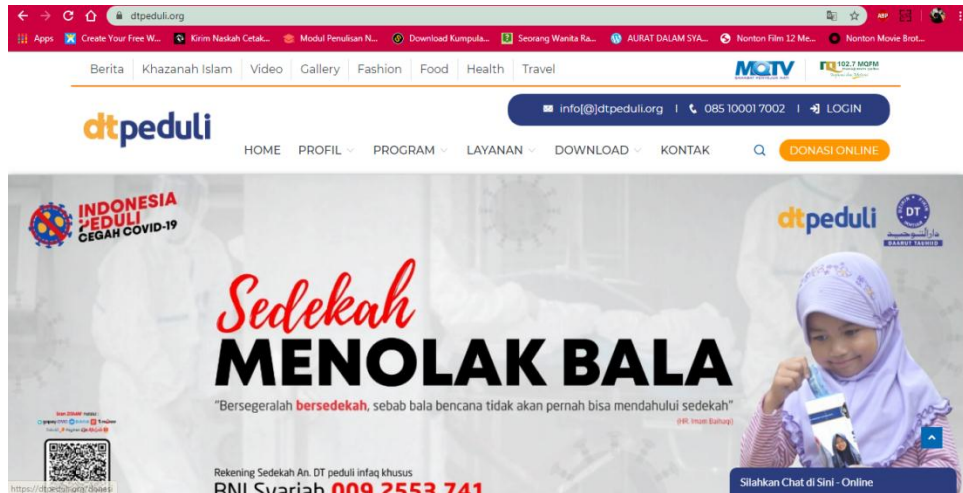 dtpeduli.org
Apps Create Your Free W... Kirim Naskah Cetak... Modul Penulisan N... Download Kumpula... Seorang Wanita Ra... AURAT DALAM SYA... Nonton Film 12 Me... Nonton Movie Brot...
Berita Khazanah Islam Video Gallery Fashion Food Health Travel MQTV 102.7 MQFM
info[@]dtpeduli.org 085 10001 7002 LOGIN
dtpeduli
HOME PROFIL PROGRAM LAYANAN DOWNLOAD KONTAK DONASI ONLINE
INDONESIA
PEDULI
CEGAH COVID-19
dtpeduli DT
DAARUT TAUHIID
Sedekah
MENOLAK BALA
"Bersegeralah bersedekah, sebab bala bencana tidak akan pernah bisa mendahului sedekah"
(HR. Imam Baihaqi)
Rekening Sedekah An. DT peduli infaq khusus
BNI Syariah 009 2553 741
Silahkan Chat di Sini - Online